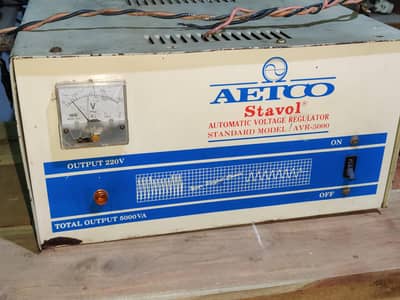 AETCO
Stavol®
AUTOMATIC VOLTAGE REGULATOR
STANDARD MODEL / AVR-5000
V
OUTPUT 220V
ON
OFF
TOTAL OUTPUT 5000VA